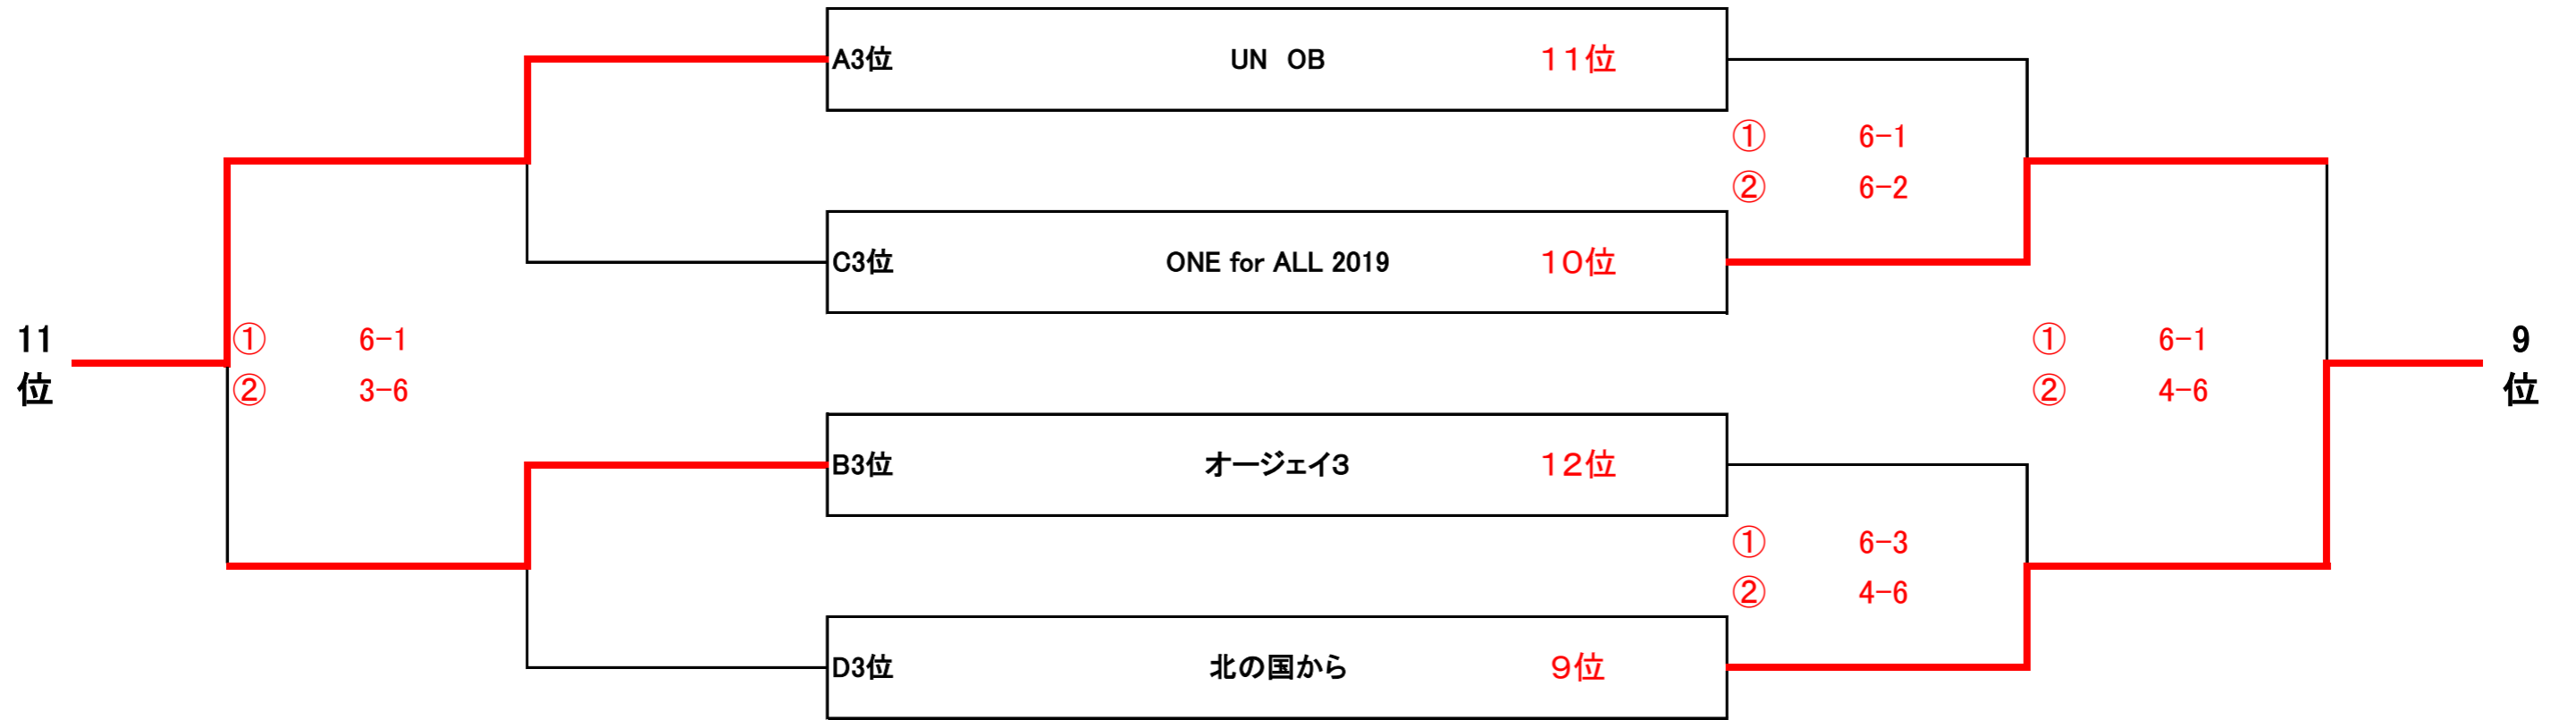 A3位 UN OB 11位
① 6-1
② 6-2
C3位 ONE for ALL 2019 10位
11位
① 6-1
② 3-6
① 6-1
② 4-6
9位
B3位 オージェイ3 12位
① 6-3
② 4-6
D3位 北の国から 9位